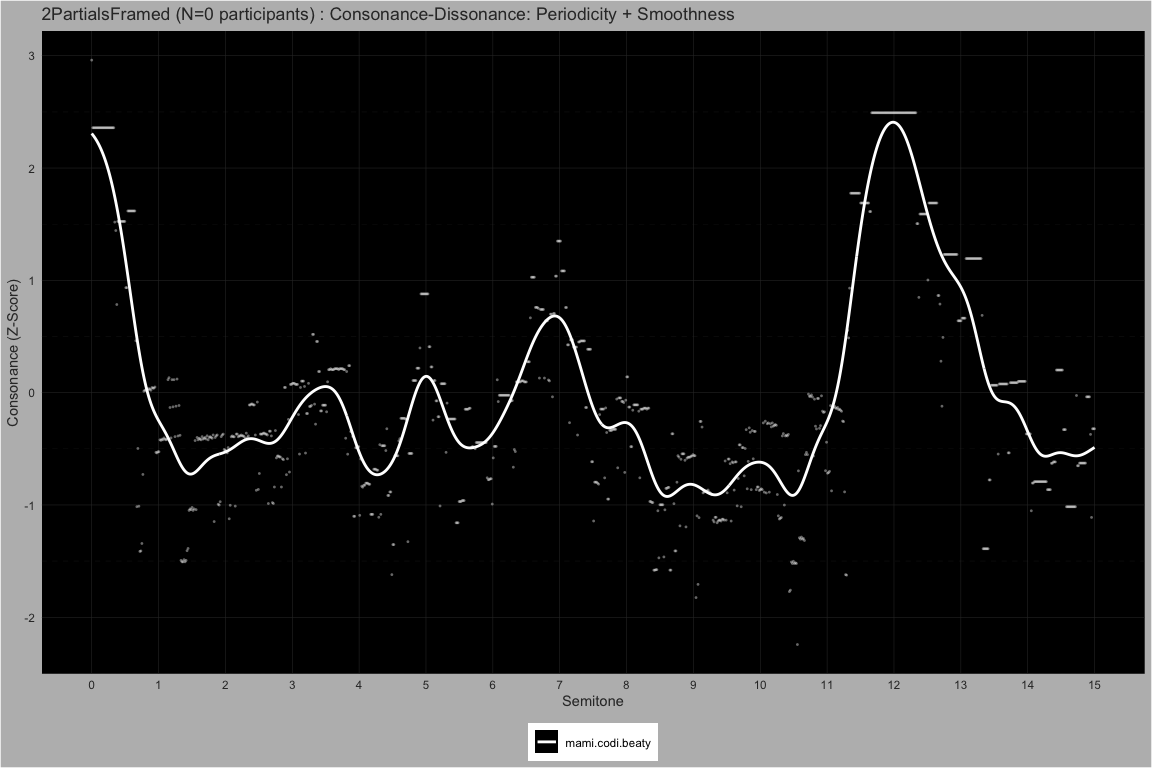 2PartialsFramed (N=0 participants) : Consonance-Dissonance: Periodicity + Smoothness
Consonance (Z-Score)
3
2
1
0
-1
-2
0 1 2 3 4 5 6 7 8 9 10 11 12 13 14 15
Semitone
mami.codi.beaty